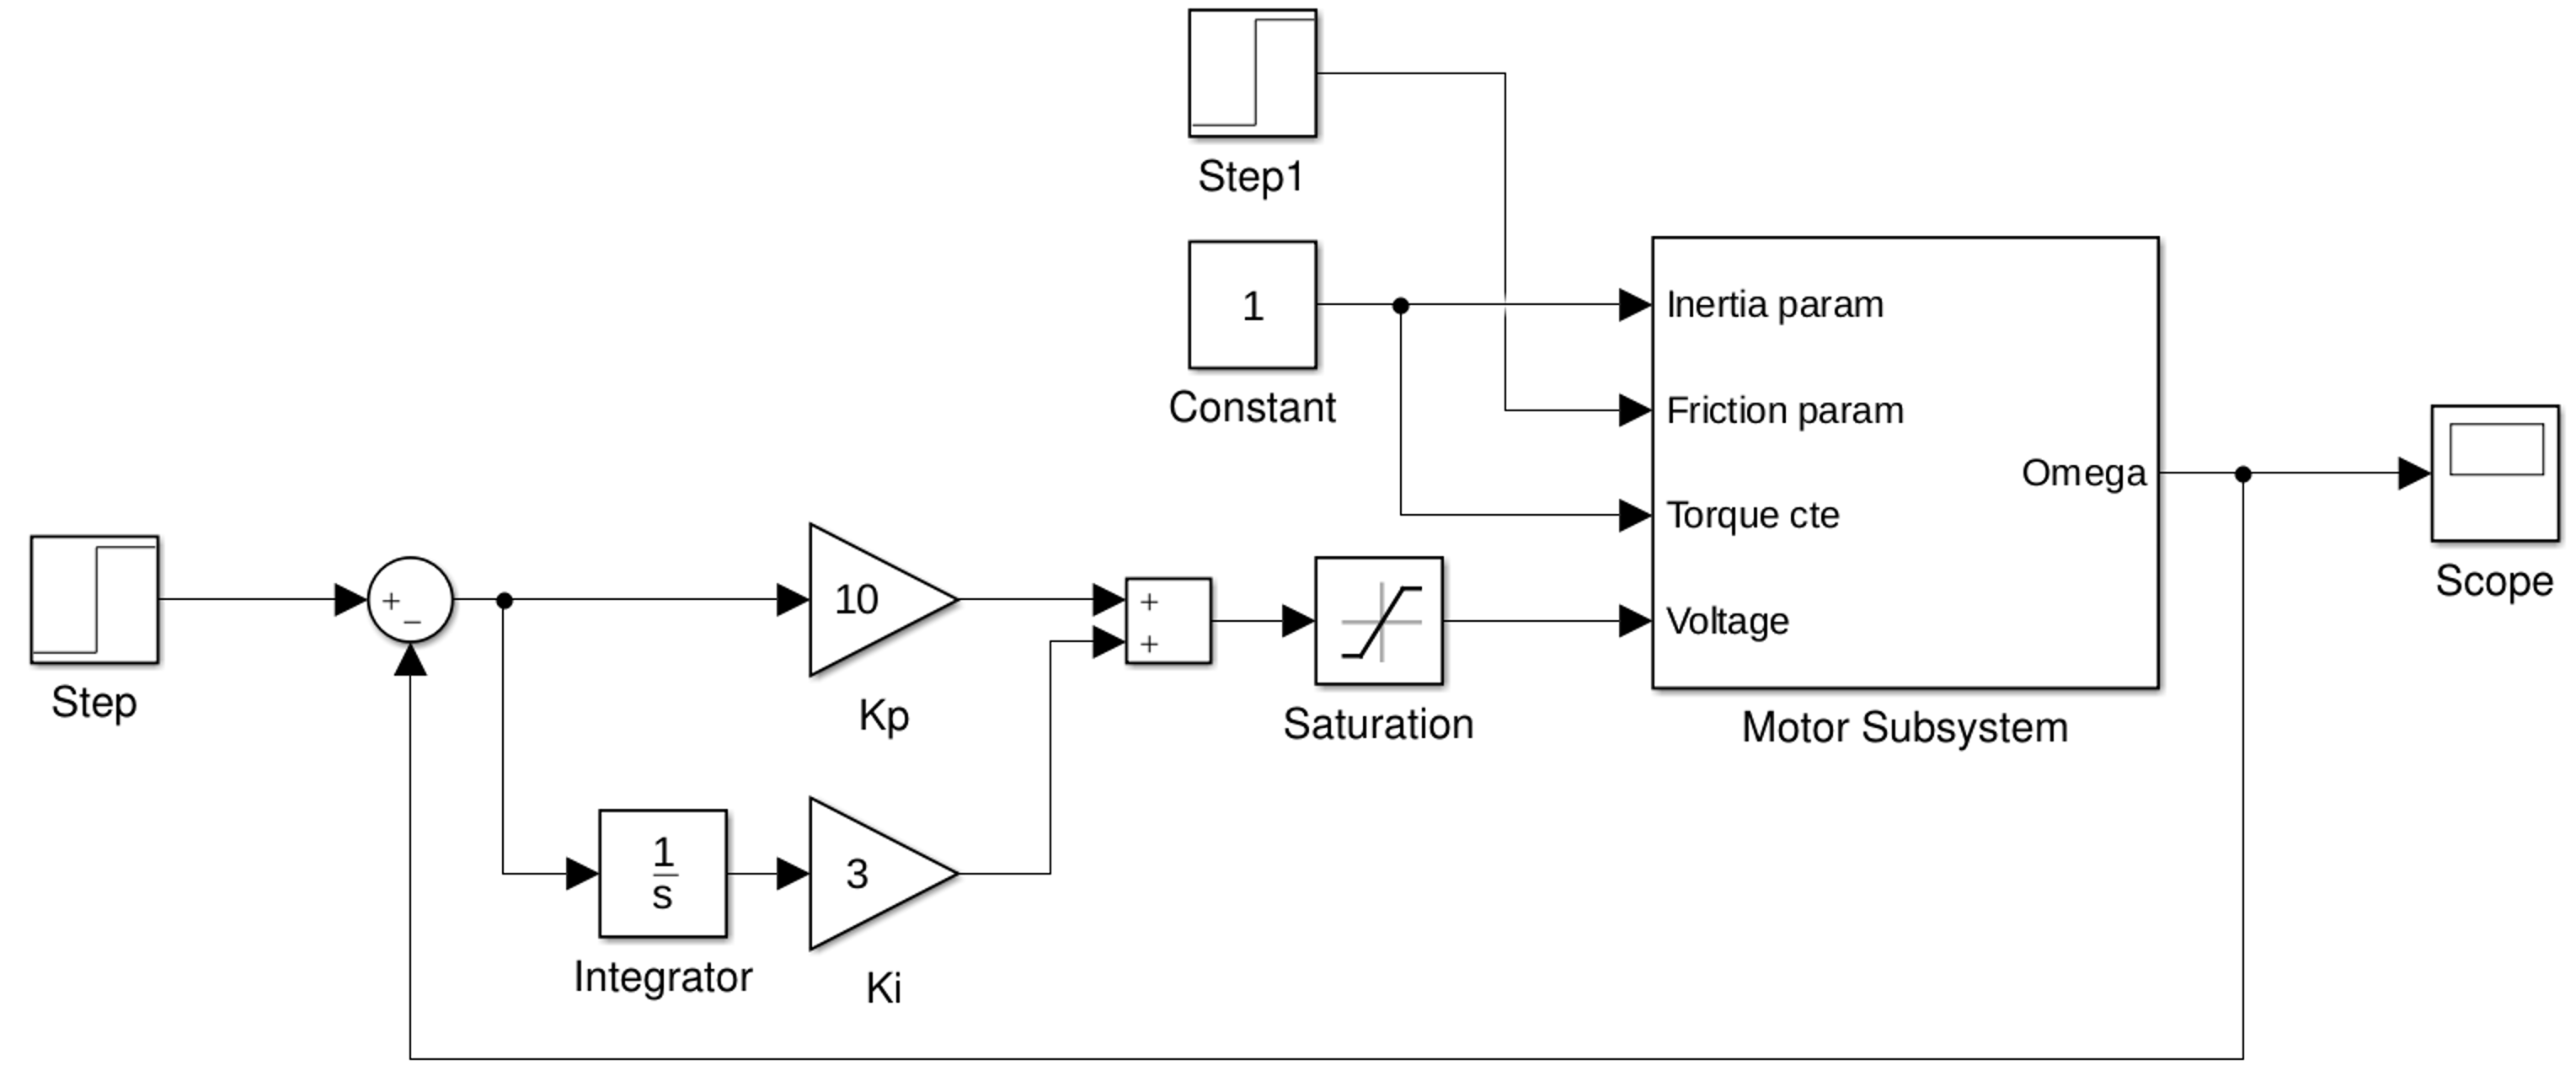 Step1
1
Constant
Inertia param
Friction param
Torque cte
Voltage
Omega
Motor Subsystem
Scope
Step
+
−
10
Kp
+
+
Saturation
1
s
Integrator
3
Ki